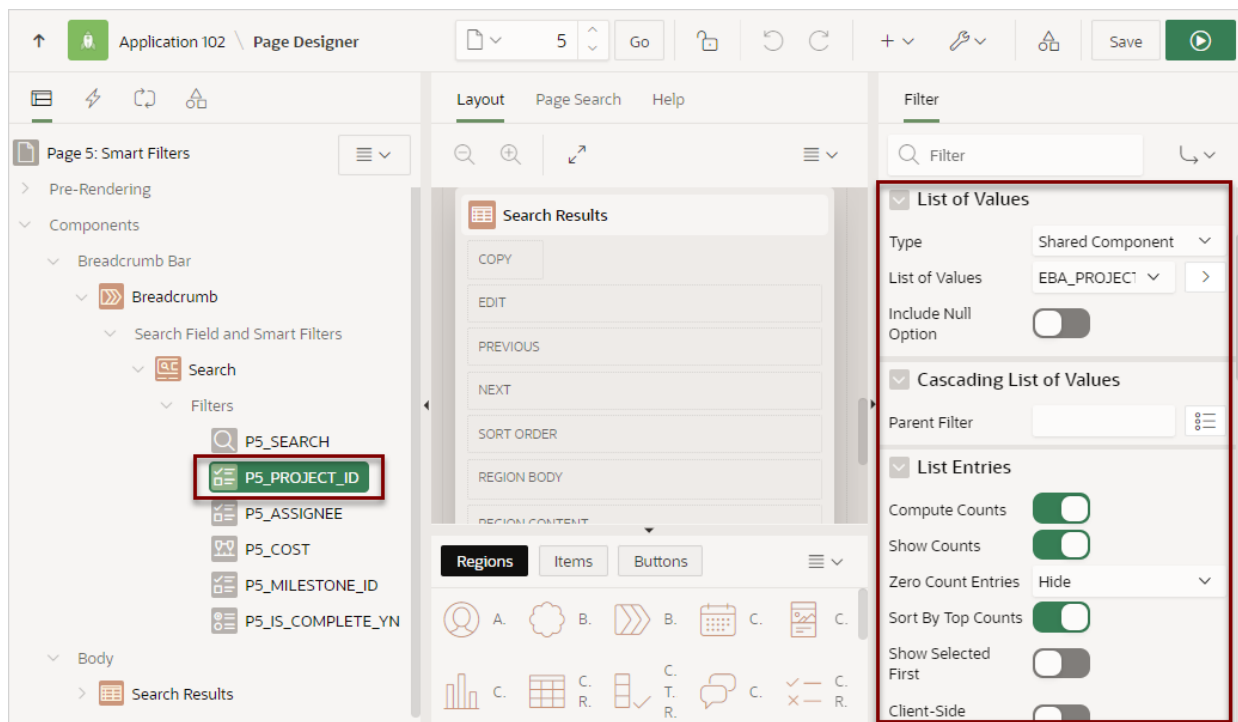 Application 102 \ Page Designer
5
Go
Save
Page 5: Smart Filters
Pre-Rendering
Components
Breadcrumb Bar
Breadcrumb
Search Field and Smart Filters
Search
Filters
P5_SEARCH
P5_PROJECT_ID
P5_ASSIGNEE
P5_COST
P5_MILESTONE_ID
P5_IS_COMPLETE_YN
Body
Search Results
Layout
Page Search
Help
Search Results
COPY
EDIT
PREVIOUS
NEXT
SORT ORDER
REGION BODY
REGION CONTENT
Regions
Items
Buttons
A.
B.
B.
C.
C.
C.
C.
R.
C.
T.
R.
C.
C.
R.
Filter
Filter
List of Values
Type
Shared Component
List of Values
EBA_PROJECT
Include Null
Option
Cascading List of Values
Parent Filter
List Entries
Compute Counts
Show Counts
Zero Count Entries
Hide
Sort By Top Counts
Show Selected
First
Client-Side